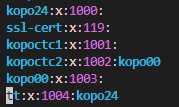 kopo24:x:1000:
ssl-cert:x:119:
kopoctc1:x:1001:
kopoctc2:x:1002:kopo00
kopo00:x:1003:
tt:x:1004:kopo24